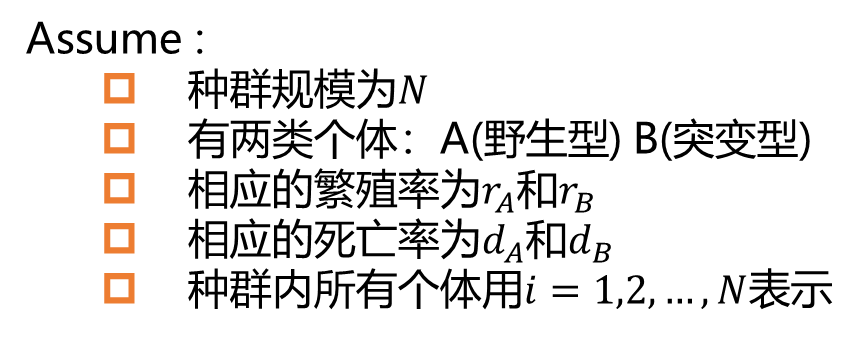 Assume :
种群规模为N
有两类个体：A(野生型) B(突变型)
相应的繁殖率为r_A和r_B
相应的死亡率为d_A和d_B
种群内所有个体用i = 1,2, … , N表示